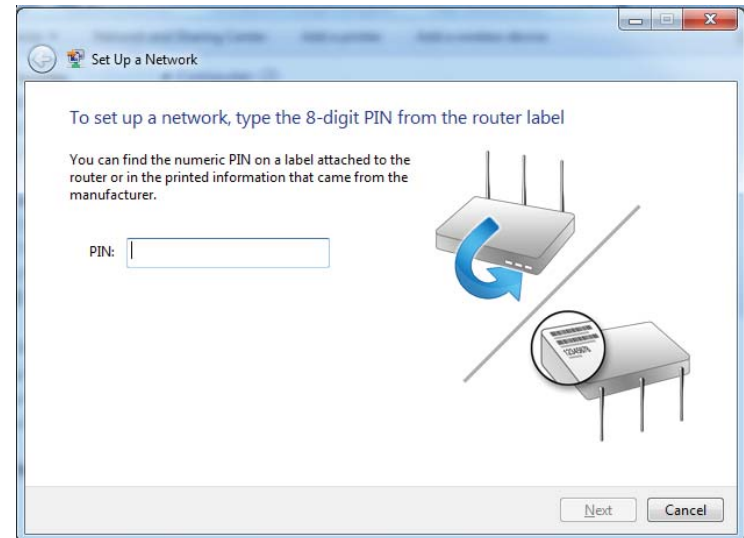 Set Up a Network
To set up a network, type the 8-digit PIN from the router label
You can find the numeric PIN on a label attached to the
router or in the printed information that came from the
manufacturer.
PIN:
12345678
Next
Cancel